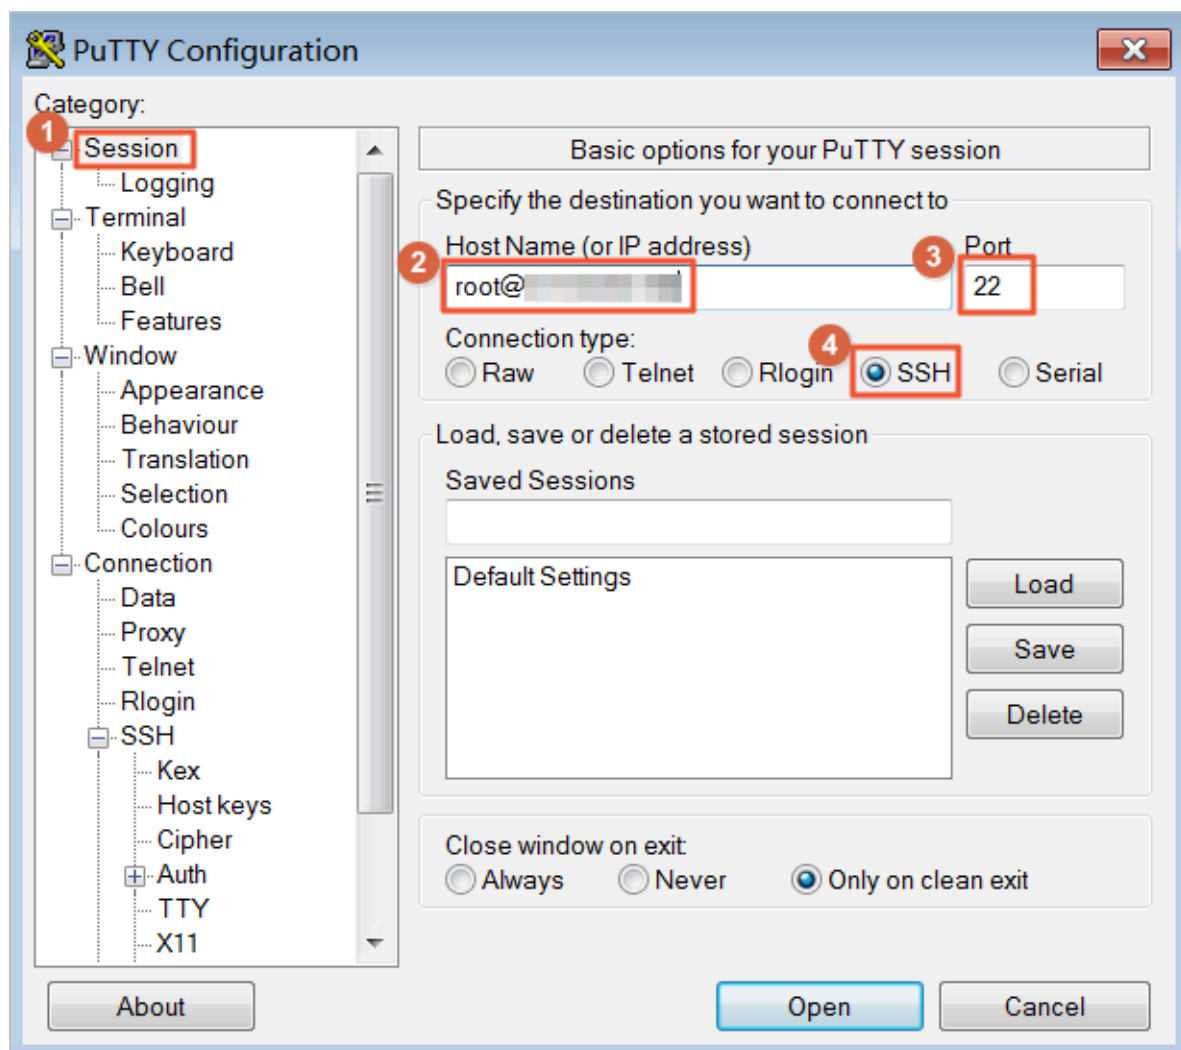 PuTTY Configuration
Category:
1
Session
Logging
Terminal
Keyboard
Bell
Features
Window
Appearance
Behaviour
Translation
Selection
Colours
Connection
Data
Proxy
Telnet
Rlogin
SSH
Kex
Host keys
Cipher
Auth
TTY
X11
Basic options for your PuTTY session
Specify the destination you want to connect to
Host Name (or IP address)
Port
2
root@
3
22
Connection type:
4
Raw Telnet Rlogin SSH Serial
Load, save or delete a stored session
Saved Sessions
Default Settings
Load
Save
Delete
Close window on exit:
Always Never Only on clean exit
About
Open
Cancel